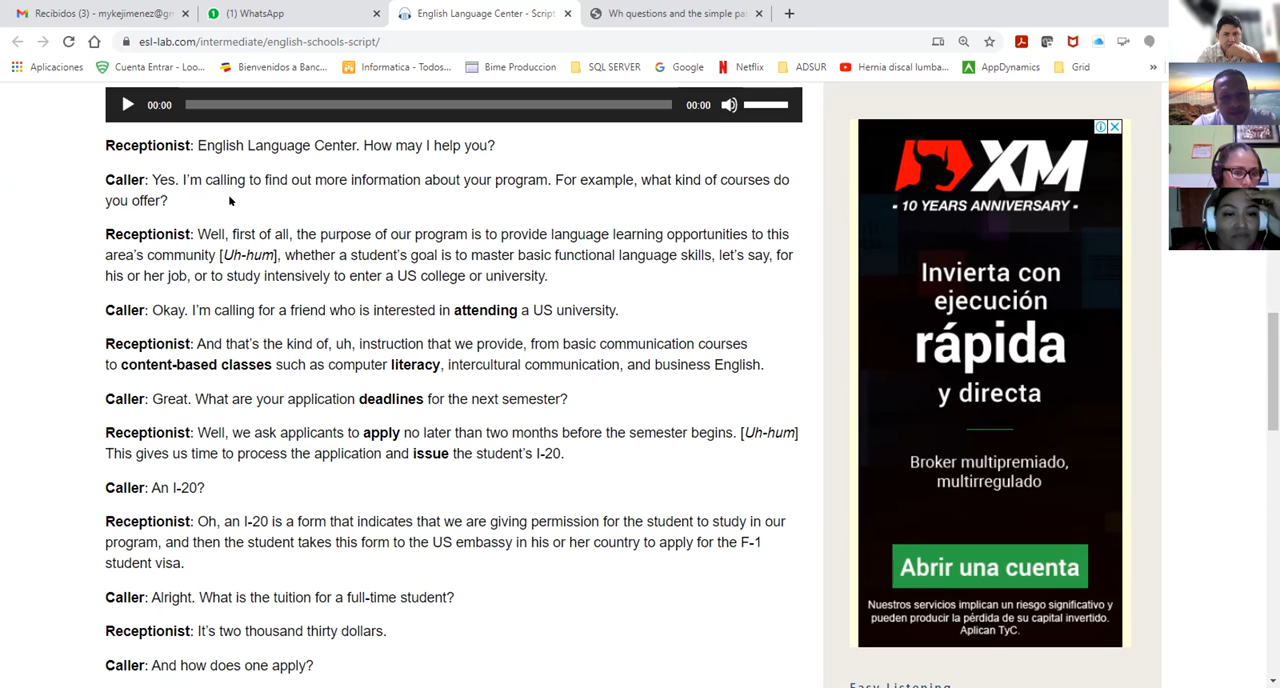 Recibidos (3) - mykejimenez@gm
(1) WhatsApp
English Language Center - Script
Wh questions and the simple pa
esl-lab.com/intermediate/english-schools-script/
Aplicaciones
Cuenta Entrar - Loo...
Bienvenidos a Banc...
Informatica - Todos...
Bime Produccion
SQL SERVER
Google
Netflix
ADSUR
Hernia discal lumba...
AppDynamics
Grid
00:00
00:00
Receptionist: English Language Center. How may I help you?
Caller: Yes. I'm calling to find out more information about your program. For example, what kind of courses do
you offer?
Receptionist: Well, first of all, the purpose of our program is to provide language learning opportunities to this
area's community [Uh-hum], whether a student's goal is to master basic functional language skills, let's say, for
his or her job, or to study intensively to enter a US college or university.
Caller: Okay. I'm calling for a friend who is interested in attending a US university.
Receptionist: And that's the kind of, uh, instruction that we provide, from basic communication courses
to content-based classes such as computer literacy, intercultural communication, and business English.
Caller: Great. What are your application deadlines for the next semester?
Receptionist: Well, we ask applicants to apply no later than two months before the semester begins. [Uh-hum]
This gives us time to process the application and issue the student's I-20.
Caller: An I-20?
Receptionist: Oh, an I-20 is a form that indicates that we are giving permission for the student to study in our
program, and then the student takes this form to the US embassy in his or her country to apply for the F-1
student visa.
Caller: Alright. What is the tuition for a full-time student?
Receptionist: It's two thousand thirty dollars.
Caller: And how does one apply?
XM
- 10 YEARS ANNIVERSARY -
Invierta con
ejecución
rápida
y directa
Broker multipremiado,
multirregulado
Abrir una cuenta
Nuestros servicios implican un riesgo significativo y
pueden producir la pérdida de su capital invertido.
Aplican TyC.
Easy Listening